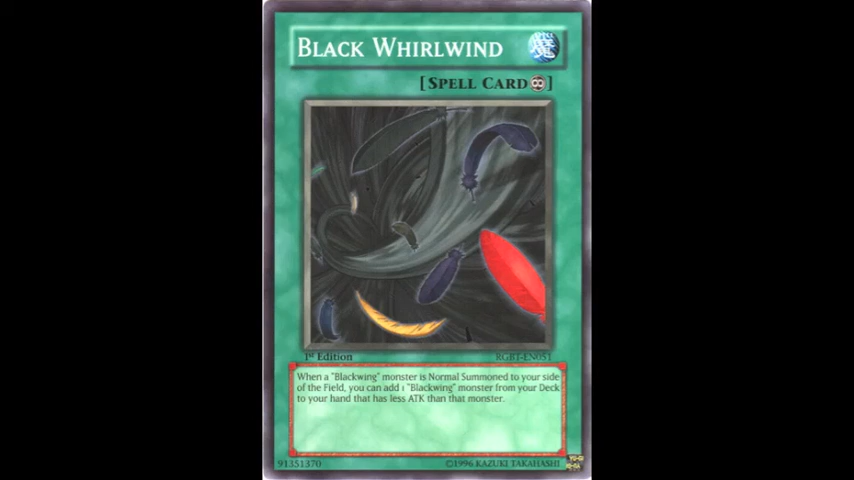 BLACK WHIRLWIND
魔
[SPELL CARD]
1st Edition
RGBT-EN051
When a "Blackwing" monster is Normal Summoned to your side
of the Field, you can add 1 "Blackwing" monster from your Deck
to your hand that has less ATK than that monster.
91351370
©1996 KAZUKI TAKAHASHI